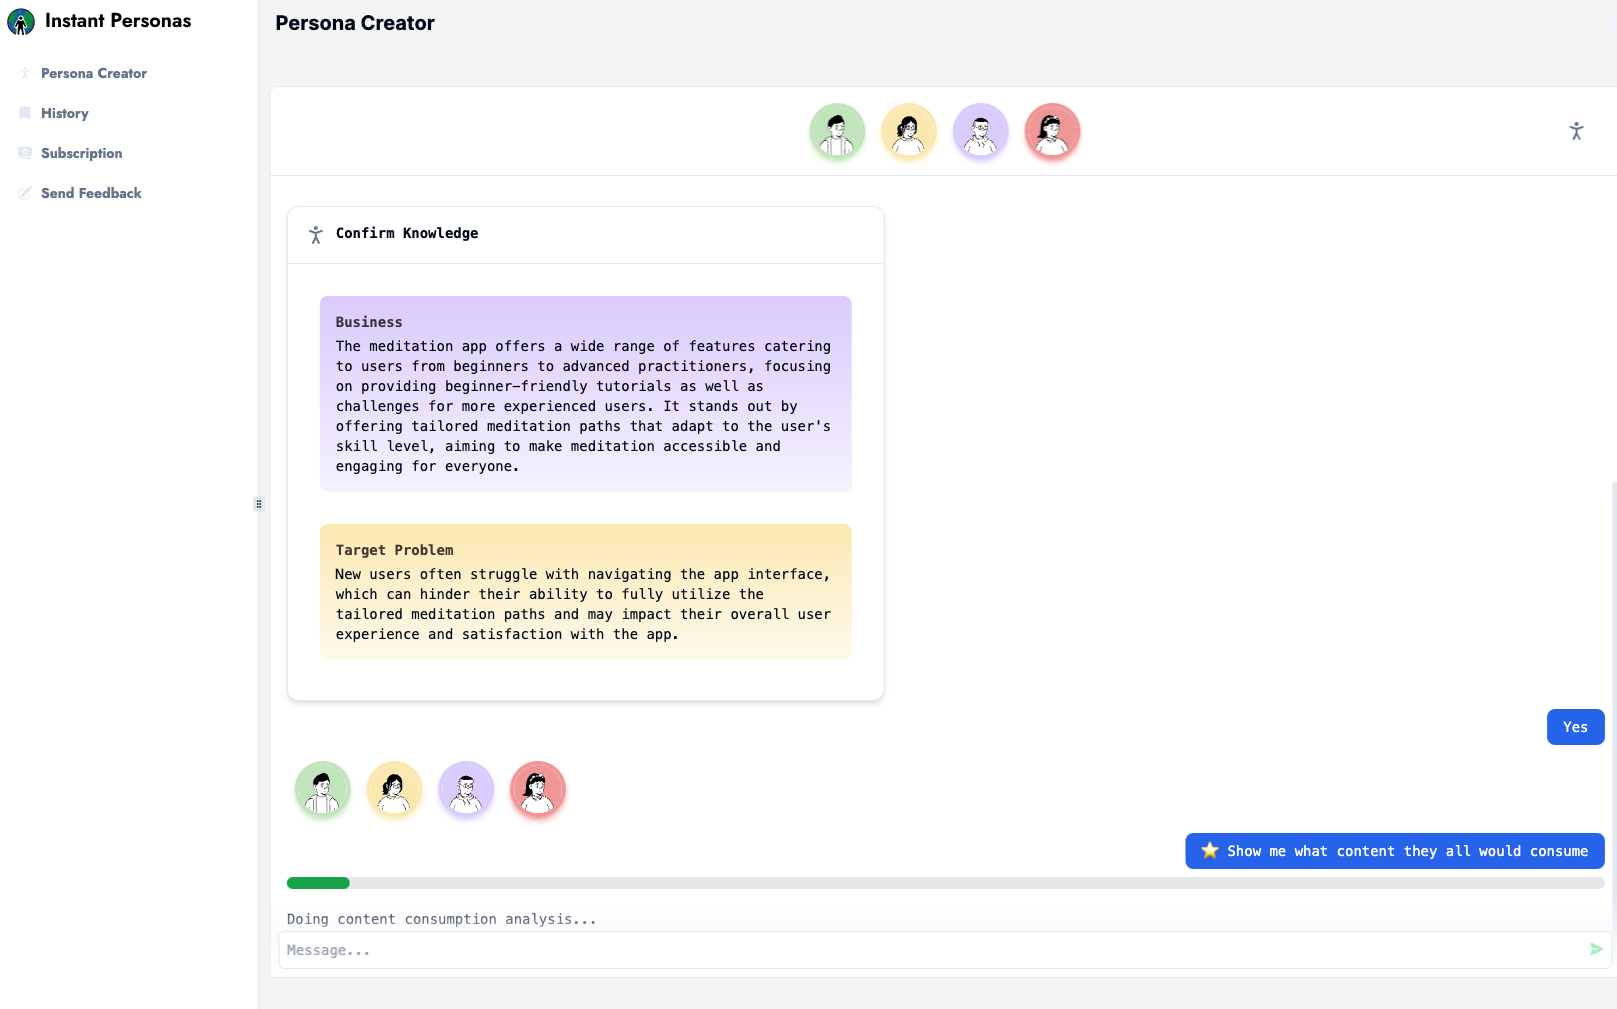 Instant Personas
Persona Creator
History
Subscription
Send Feedback
Persona Creator
Confirm Knowledge
Business
The meditation app offers a wide range of features catering
to users from beginners to advanced practitioners, focusing
on providing beginner-friendly tutorials as well as
challenges for more experienced users. It stands out by
offering tailored meditation paths that adapt to the user's
skill level, aiming to make meditation accessible and
engaging for everyone.
Target Problem
New users often struggle with navigating the app interface,
which can hinder their ability to fully utilize the
tailored meditation paths and may impact their overall user
experience and satisfaction with the app.
Yes
⭐ Show me what content they all would consume
Doing content consumption analysis...
Message...